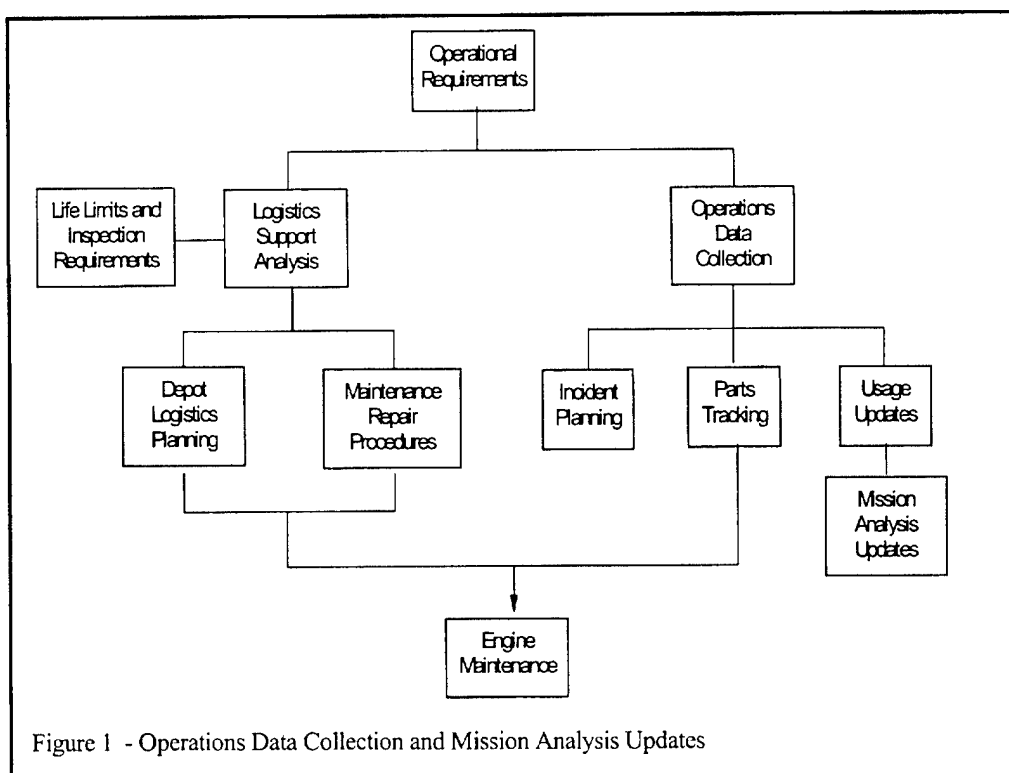 Operational
Requirements
Life Limits and
Inspection
Requirements
Logistics
Support
Analysis
Operations
Data
Collection
Depot
Logistics
Planning
Maintenance
Repair
Procedures
Incident
Planning
Parts
Tracking
Usage
Updates
Mission
Analysis
Updates
Engine
Maintenance
Figure 1 - Operations Data Collection and Mission Analysis Updates